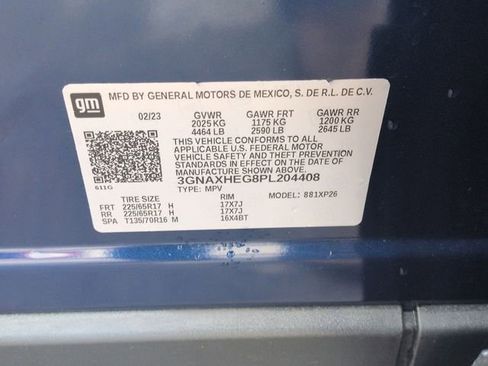 gm
MFD BY GENERAL MOTORS DE MEXICO, S. DE R.L. DE C.V.
02/23 GVWR GAWR FRT GAWR RR
2025 KG 1175 KG 1200 KG
4464 LB 2590 LB 2645 LB
THIS VEHICLE CONFORMS TO ALL
APPLICABLE U.S. FEDERAL MOTOR
VEHICLE SAFETY AND THEFT PREVENTION
STANDARDS IN EFFECT ON THE DATE OF
MANUFACTURE SHOWN ABOVE.
3GNAXHEG8PL204408
611G TYPE: MPV MODEL: 881XP26
TIRE SIZE RIM
FRT 225/65R17 H 17X7J
RR 225/65R17 H 17X7J
SPA T135/70R16 M 16X4BT